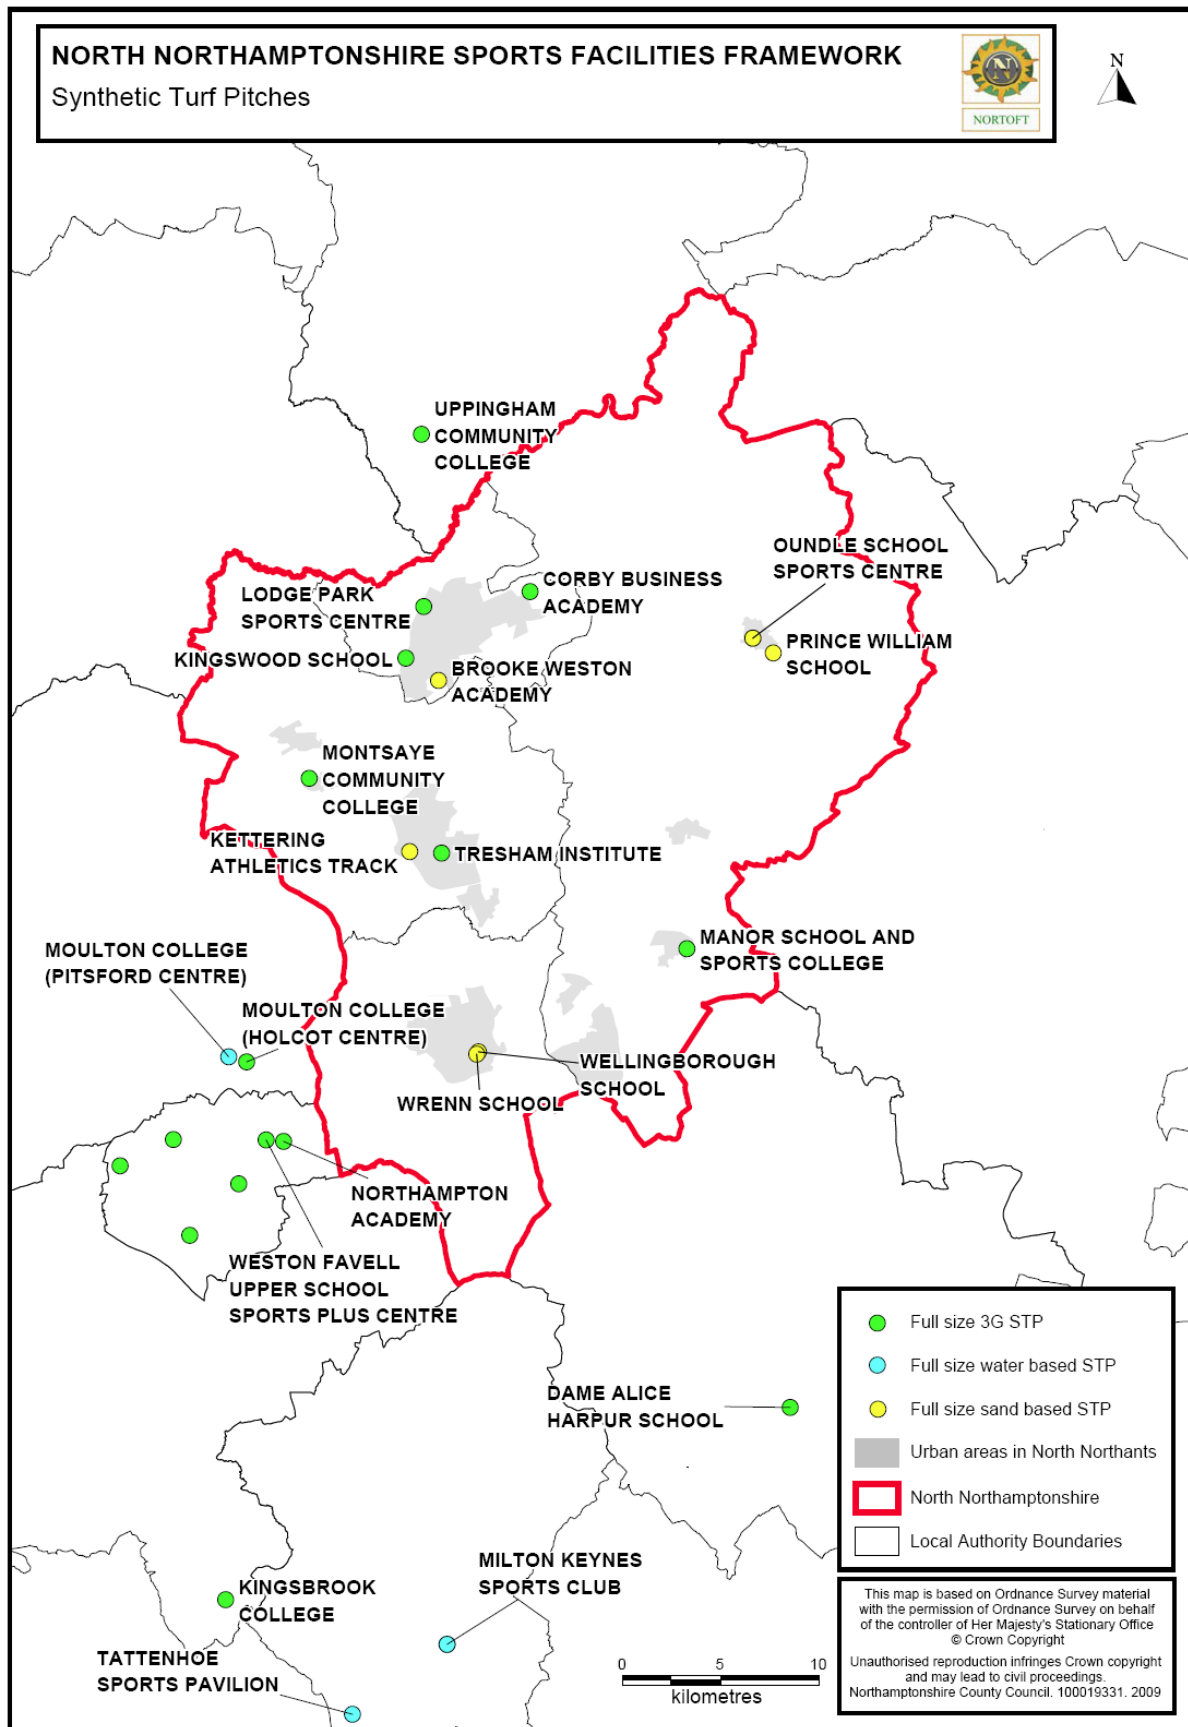 NORTH NORTHAMPTONSHIRE SPORTS FACILITIES FRAMEWORK
Synthetic Turf Pitches
N
NORTOFT
N
UPPINGHAM
COMMUNITY
COLLEGE
OUNDLE SCHOOL
SPORTS CENTRE
CORBY BUSINESS
ACADEMY
LODGE PARK
SPORTS CENTRE
PRINCE WILLIAM
SCHOOL
KINGSWOOD SCHOOL
BROOKE WESTON
ACADEMY
MONTSAYE
COMMUNITY
COLLEGE
KETTERING
ATHLETICS TRACK
TRESHAM INSTITUTE
MANOR SCHOOL AND
SPORTS COLLEGE
MOULTON COLLEGE
(PITSFORD CENTRE)
MOULTON COLLEGE
(HOLCOT CENTRE)
WELLINGBOROUGH
SCHOOL
WRENN SCHOOL
NORTHAMPTON
ACADEMY
WESTON FAVELL
UPPER SCHOOL
SPORTS PLUS CENTRE
DAME ALICE
HARPUR SCHOOL
MILTON KEYNES
SPORTS CLUB
KINGSBROOK
COLLEGE
TATTENHOE
SPORTS PAVILION
Full size 3G STP
Full size water based STP
Full size sand based STP
Urban areas in North Northants
North Northamptonshire
Local Authority Boundaries
0 5 10
kilometres
This map is based on Ordnance Survey material
with the permission of Ordnance Survey on behalf
of the controller of Her Majesty's Stationary Office
© Crown Copyright
Unauthorised reproduction infringes Crown copyright
and may lead to civil proceedings.
Northamptonshire County Council. 100019331. 2009